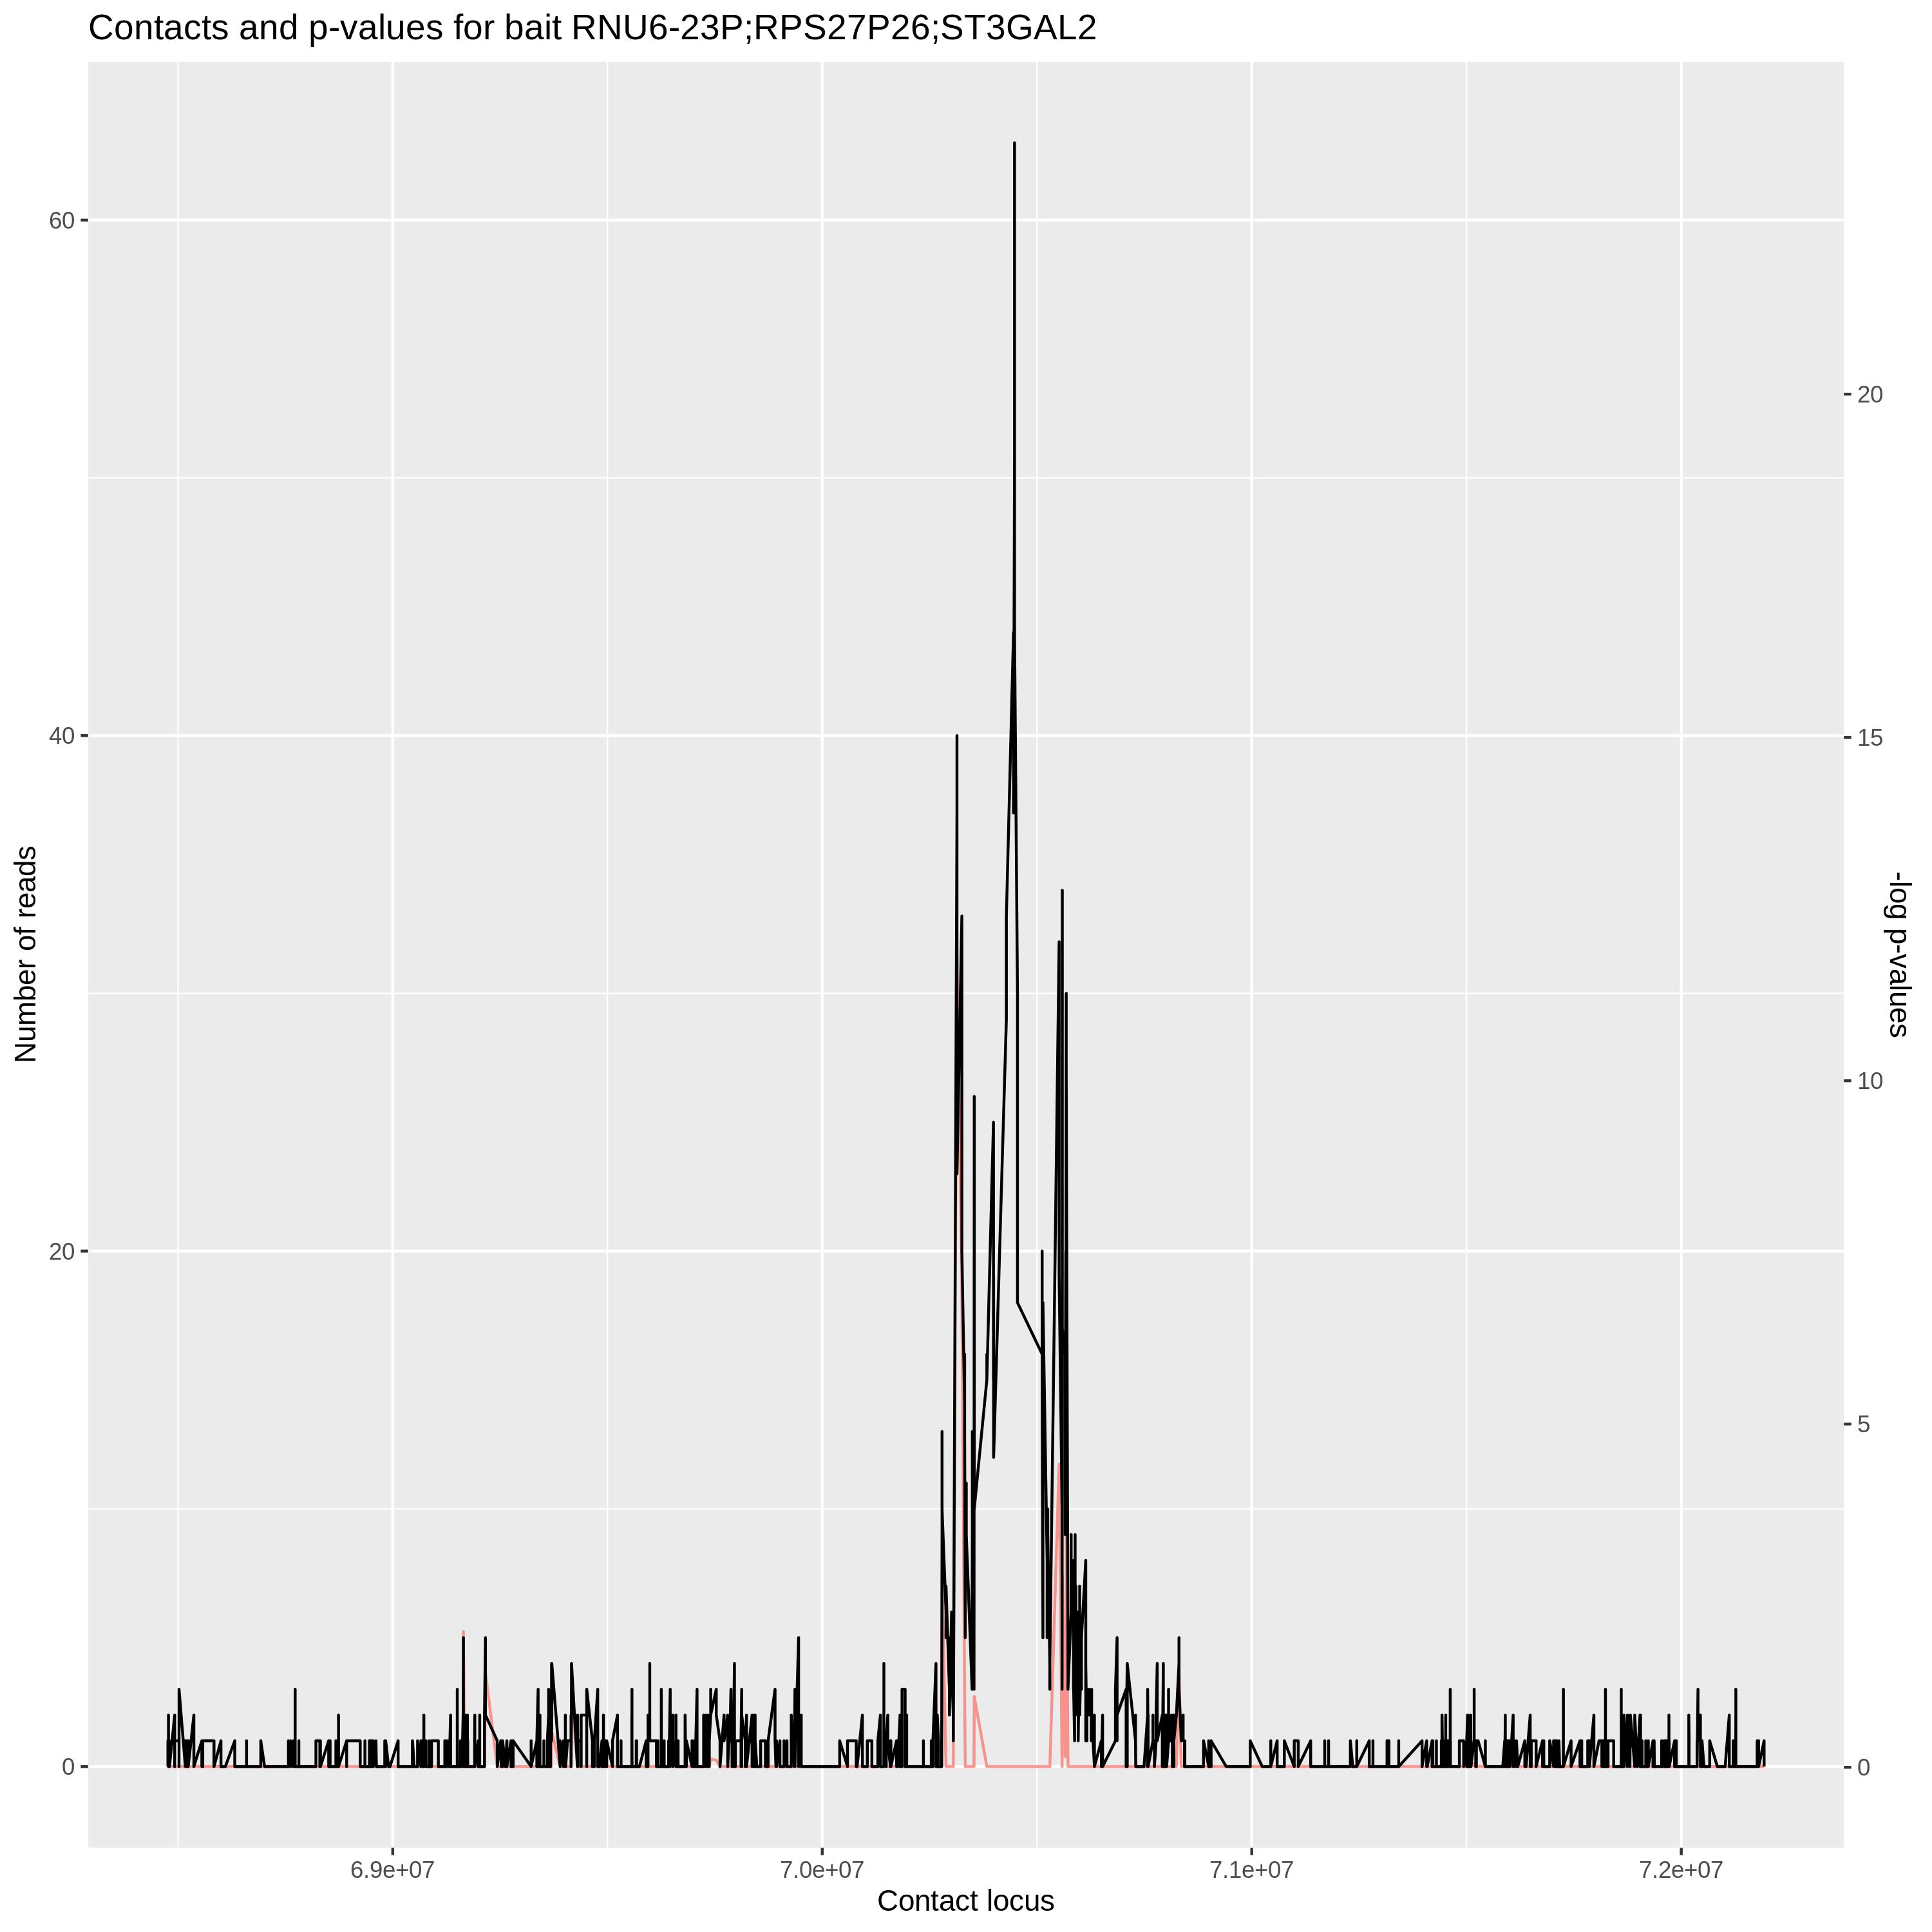 Contacts and p-values for bait RNU6-23P;RPS27P26;ST3GAL2
60
40
20
0
Number of reads
20
15
10
5
0
-log p-values
6.9e+07
7.0e+07
7.1e+07
7.2e+07
Contact locus